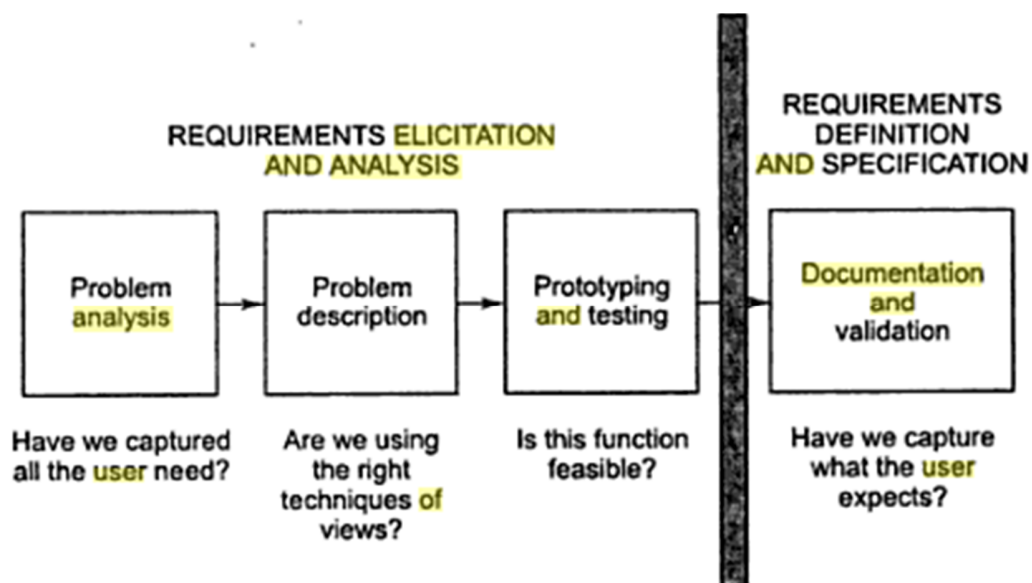 REQUIREMENTS ELICITATION
AND ANALYSIS
REQUIREMENTS
DEFINITION
AND SPECIFICATION
Problem
analysis
Problem
description
Prototyping
and testing
Documentation
and
validation
Have we captured
all the user need?
Are we using
the right
techniques of
views?
Is this function
feasible?
Have we capture
what the user
expects?